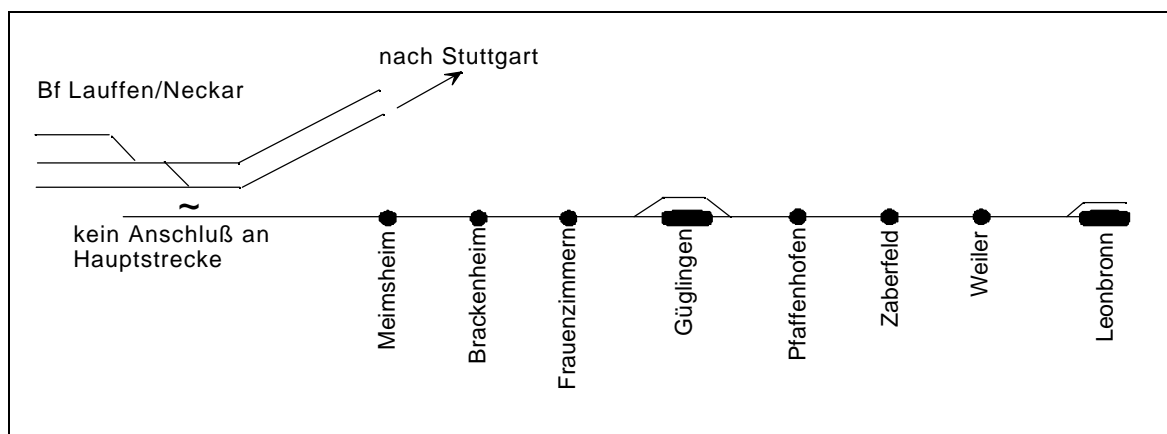 nach Stuttgart
Bf Lauffen/Neckar
~
kein Anschluß an
Hauptstrecke
Meimsheim
Brackenheim
Frauenzimmern
Güglingen
Pfaffenhofen
Zaberfeld
Weiler
Leonbronn